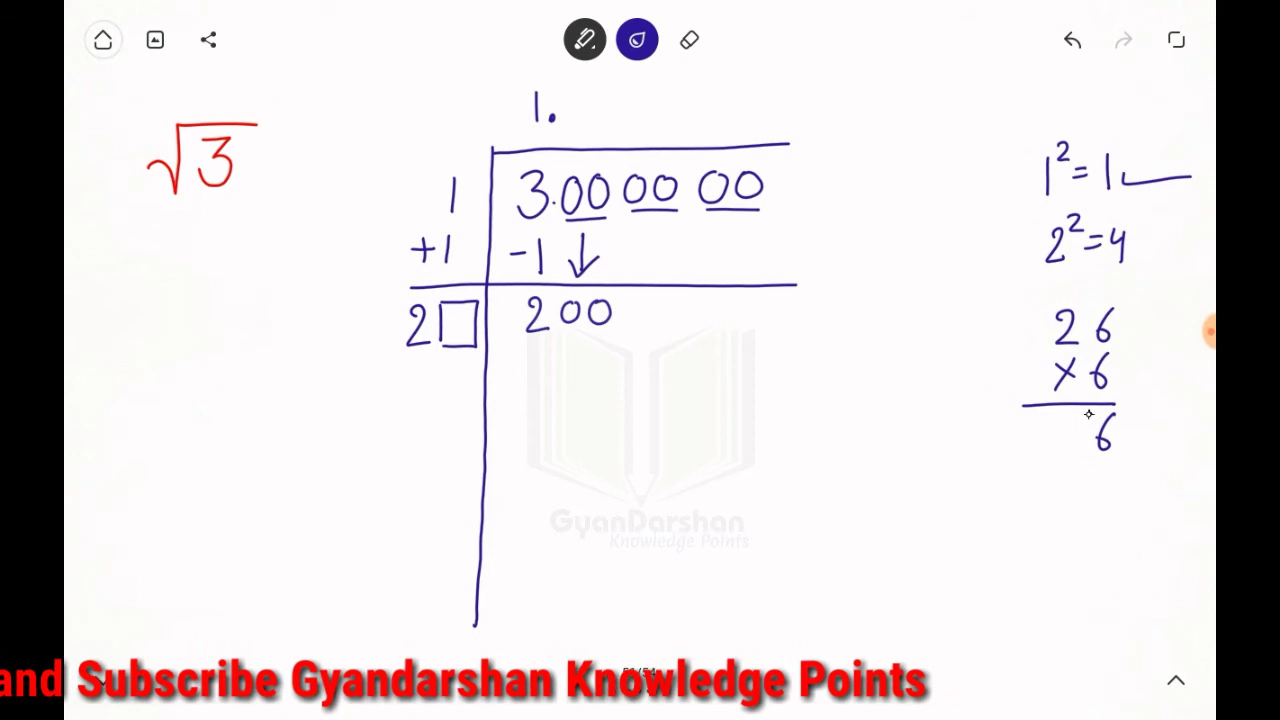 √3
1.
1 3.00 00 00
+1 -1
2 200
1² = 1
2² = 4
26
×6
6
GyanDarshan
Knowledge Points
and Subscribe Gyandarshan Knowledge Points